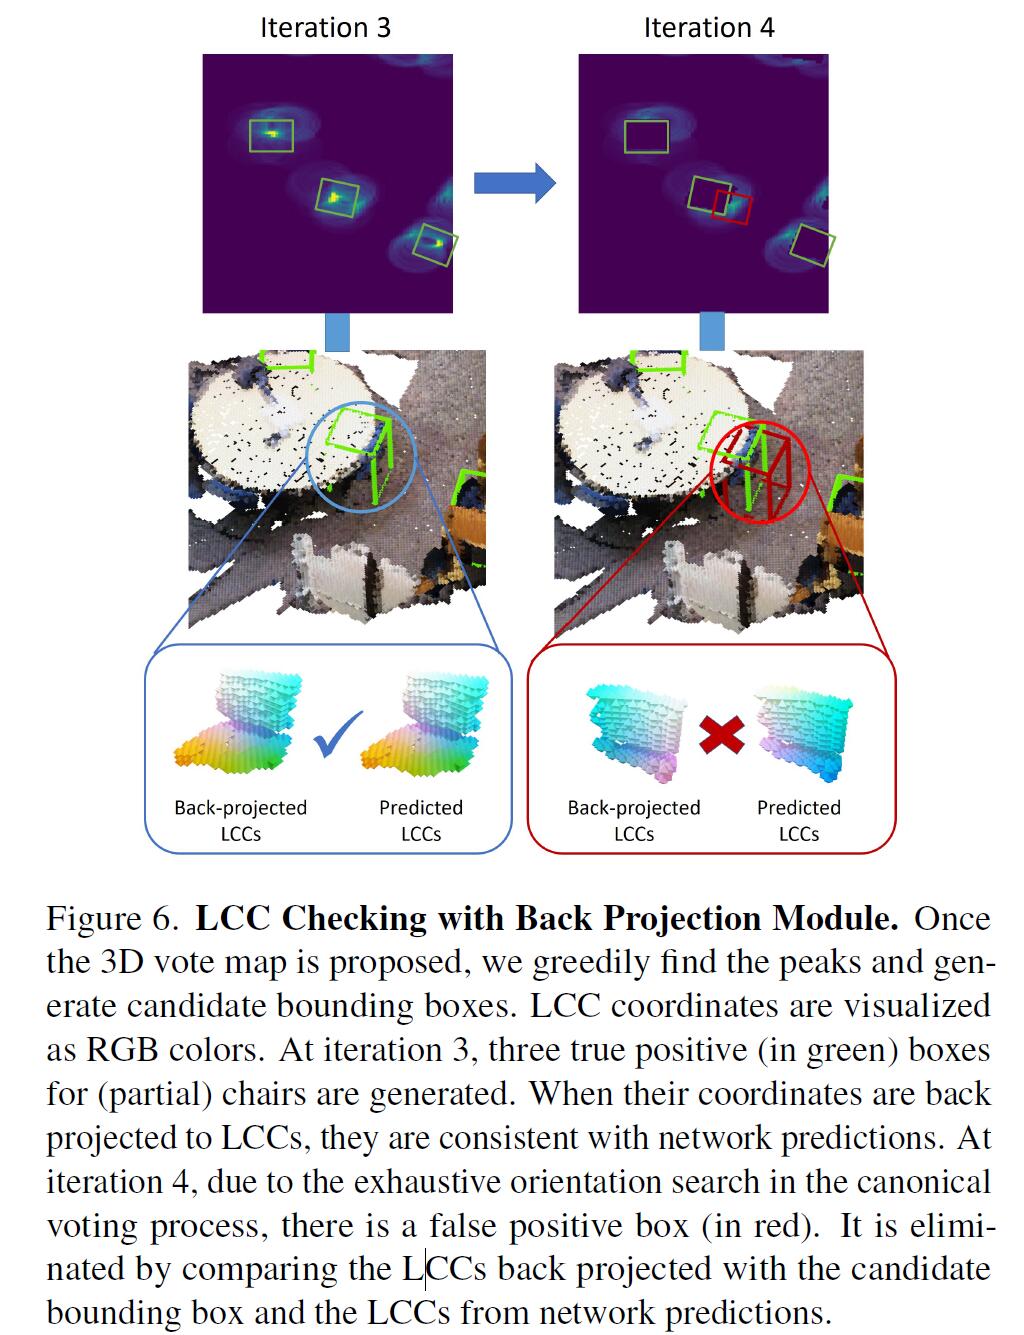 Iteration 3
Iteration 4
Back-projected
LCCs
Predicted
LCCs
Back-projected
LCCs
Predicted
LCCs
Figure 6. LCC Checking with Back Projection Module. Once
the 3D vote map is proposed, we greedily find the peaks and gen-
erate candidate bounding boxes. LCC coordinates are visualized
as RGB colors. At iteration 3, three true positive (in green) boxes
for (partial) chairs are generated. When their coordinates are back
projected to LCCs, they are consistent with network predictions. At
iteration 4, due to the exhaustive orientation search in the canonical
voting process, there is a false positive box (in red). It is elimi-
nated by comparing the LCCs back projected with the candidate
bounding box and the LCCs from network predictions.